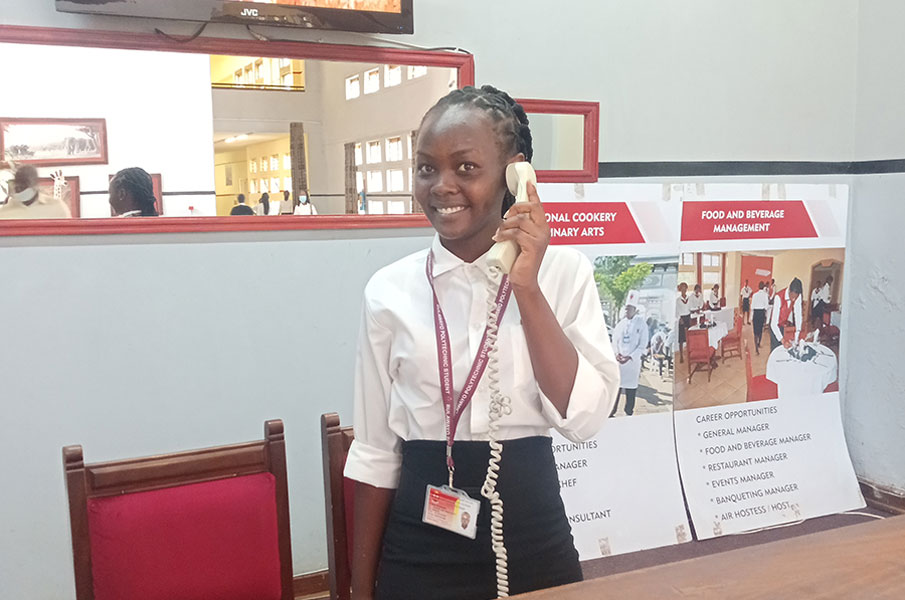 JVC
ONAL COOKERY
INARY ARTS
FOOD AND BEVERAGE
MANAGEMENT
POLYTECHNIC STUDENT
ORTUNITIES
ANAGER
HEF
NSULTANT
CAREER OPPORTUNITIES
* GENERAL MANAGER
* FOOD AND BEVERAGE MANAGER
* RESTAURANT MANAGER
* EVENTS MANAGER
* BANQUETING MANAGER
* AIR HOSTESS / HOST